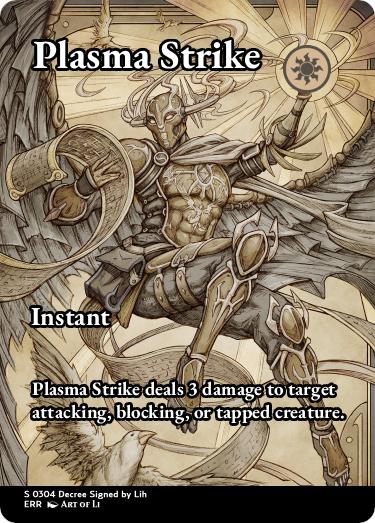 Plasma Strike
Instant
Plasma Strike deals 3 damage to target
attacking, blocking, or tapped creature.
S 0304 Decree Signed by Lih
ERR Art of Li